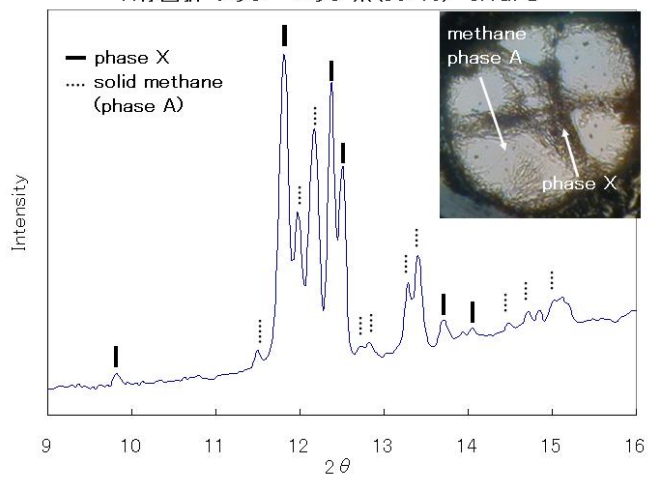 methane
phase A
phase X
phase X
solid methane
(phase A)
Intensity
9 10 11 12 13 14 15 16
2θ